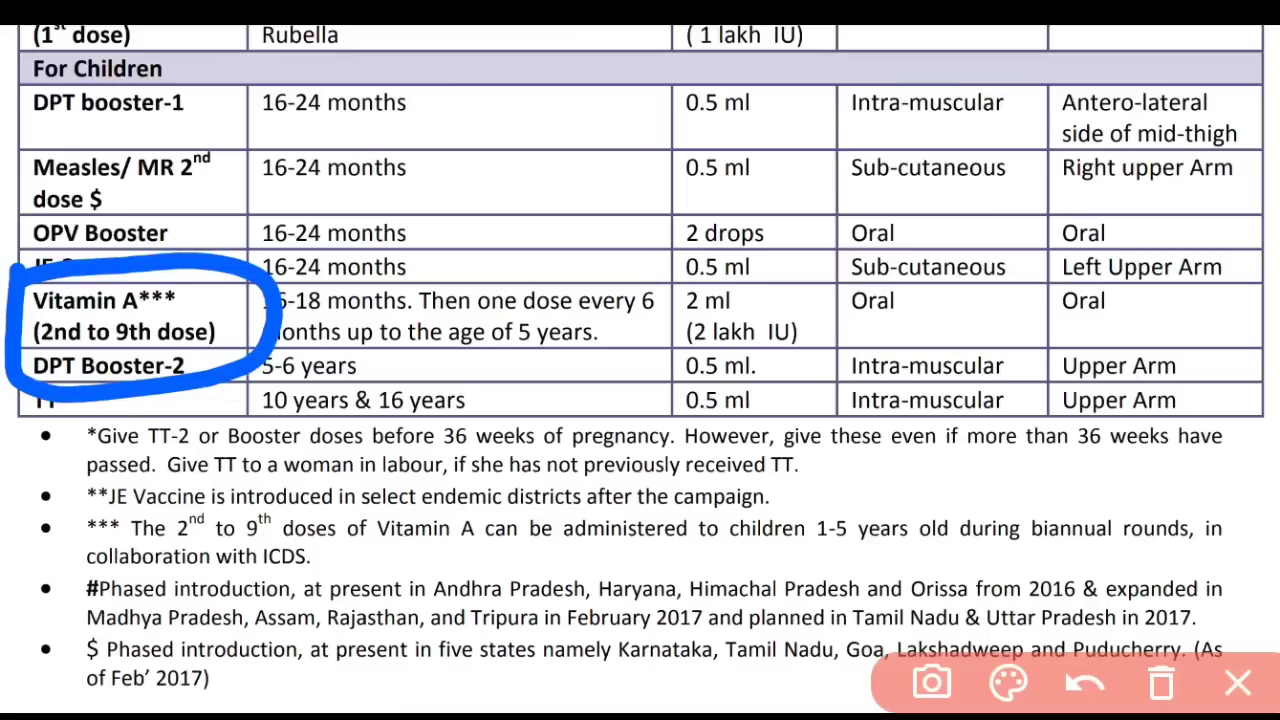 (1st dose) Rubella ( 1 lakh IU)
For Children
DPT booster-1 16-24 months 0.5 ml Intra-muscular Antero-lateral
side of mid-thigh
Measles/ MR 2nd 16-24 months 0.5 ml Sub-cutaneous Right upper Arm
dose $
OPV Booster 16-24 months 2 drops Oral Oral
16-24 months 0.5 ml Sub-cutaneous Left Upper Arm
Vitamin A*** -18 months. Then one dose every 6 2 ml Oral Oral
(2nd to 9th dose) months up to the age of 5 years. (2 lakh IU)
DPT Booster-2 5-6 years 0.5 ml. Intra-muscular Upper Arm
TT 10 years & 16 years 0.5 ml Intra-muscular Upper Arm
• *Give TT-2 or Booster doses before 36 weeks of pregnancy. However, give these even if more than 36 weeks have
passed. Give TT to a woman in labour, if she has not previously received TT.
• **JE Vaccine is introduced in select endemic districts after the campaign.
• *** The 2nd to 9th doses of Vitamin A can be administered to children 1-5 years old during biannual rounds, in
collaboration with ICDS.
• #Phased introduction, at present in Andhra Pradesh, Haryana, Himachal Pradesh and Orissa from 2016 & expanded in
Madhya Pradesh, Assam, Rajasthan, and Tripura in February 2017 and planned in Tamil Nadu & Uttar Pradesh in 2017.
• $ Phased introduction, at present in five states namely Karnataka, Tamil Nadu, Goa, Lakshadweep and Puducherry. (As
of Feb’ 2017)